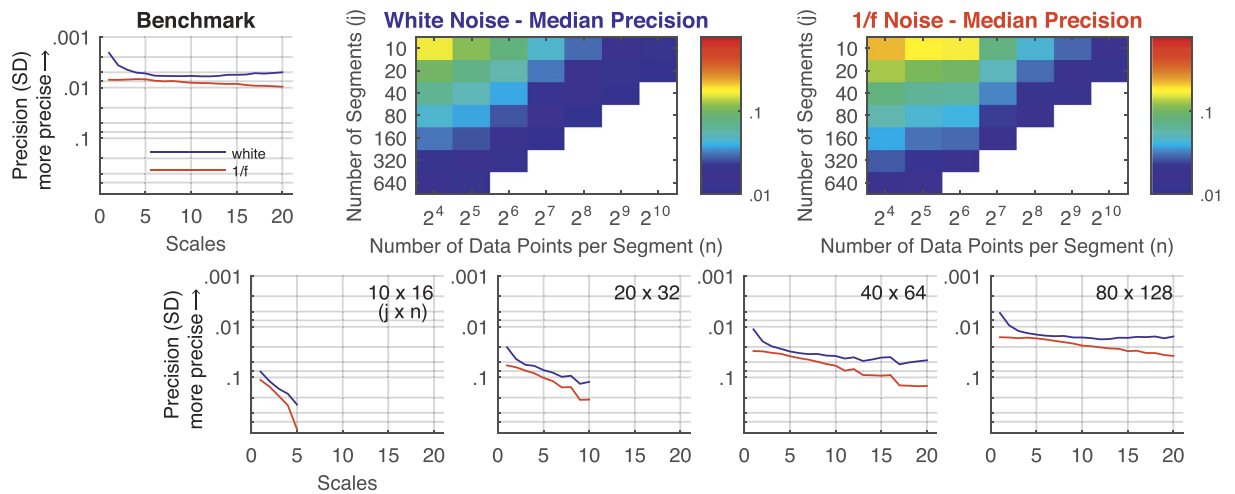 Benchmark
Precision (SD)
more precise →
.001
.01
.1
white
1/f
0 5 10 15 20
Scales
White Noise - Median Precision
Number of Segments (j)
10
20
40
80
160
320
640
2^4 2^5 2^6 2^7 2^8 2^9 2^10
Number of Data Points per Segment (n)
.1
.01
1/f Noise - Median Precision
Number of Segments (j)
10
20
40
80
160
320
640
2^4 2^5 2^6 2^7 2^8 2^9 2^10
Number of Data Points per Segment (n)
.1
.01
Precision (SD)
more precise →
.001
.01
.1
10 x 16
(j x n)
0 5 10 15 20
Scales
.001
.01
.1
20 x 32
0 5 10 15 20
.001
.01
.1
40 x 64
0 5 10 15 20
.001
.01
.1
80 x 128
0 5 10 15 20